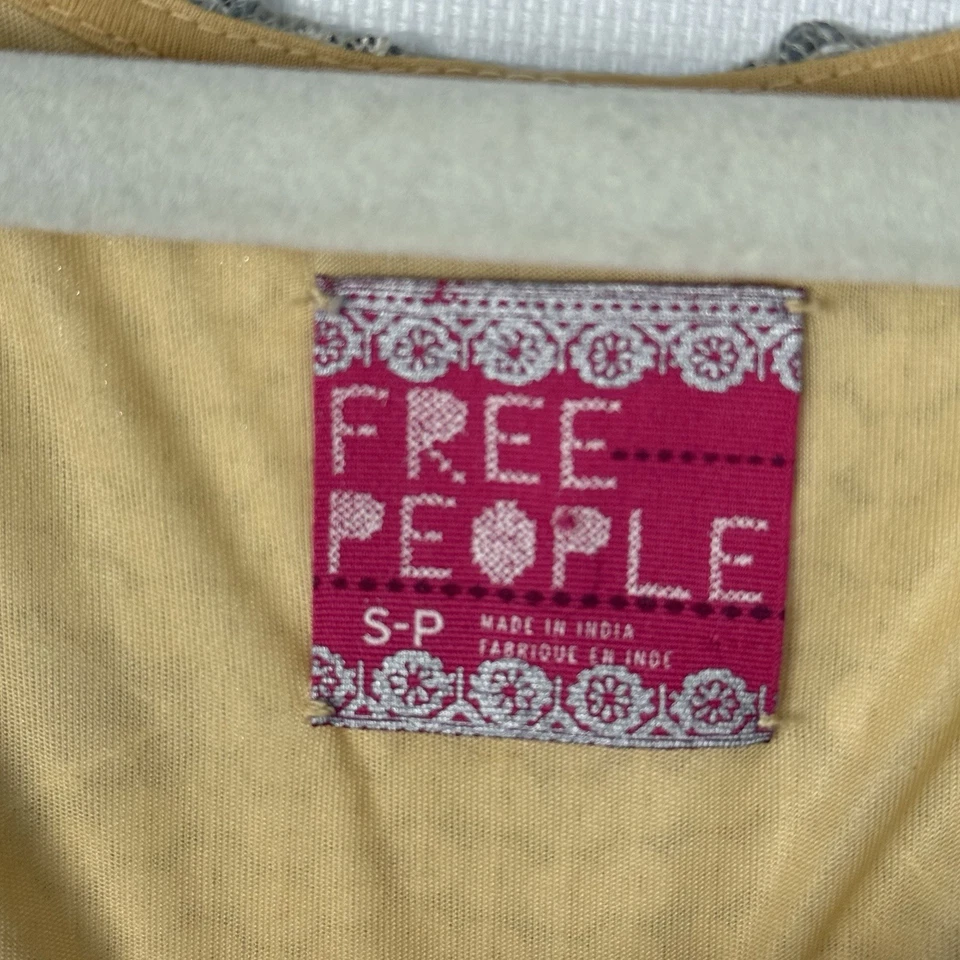 FREE
PEOPLE
S-P
MADE IN INDIA
FABRIQUE EN INDE